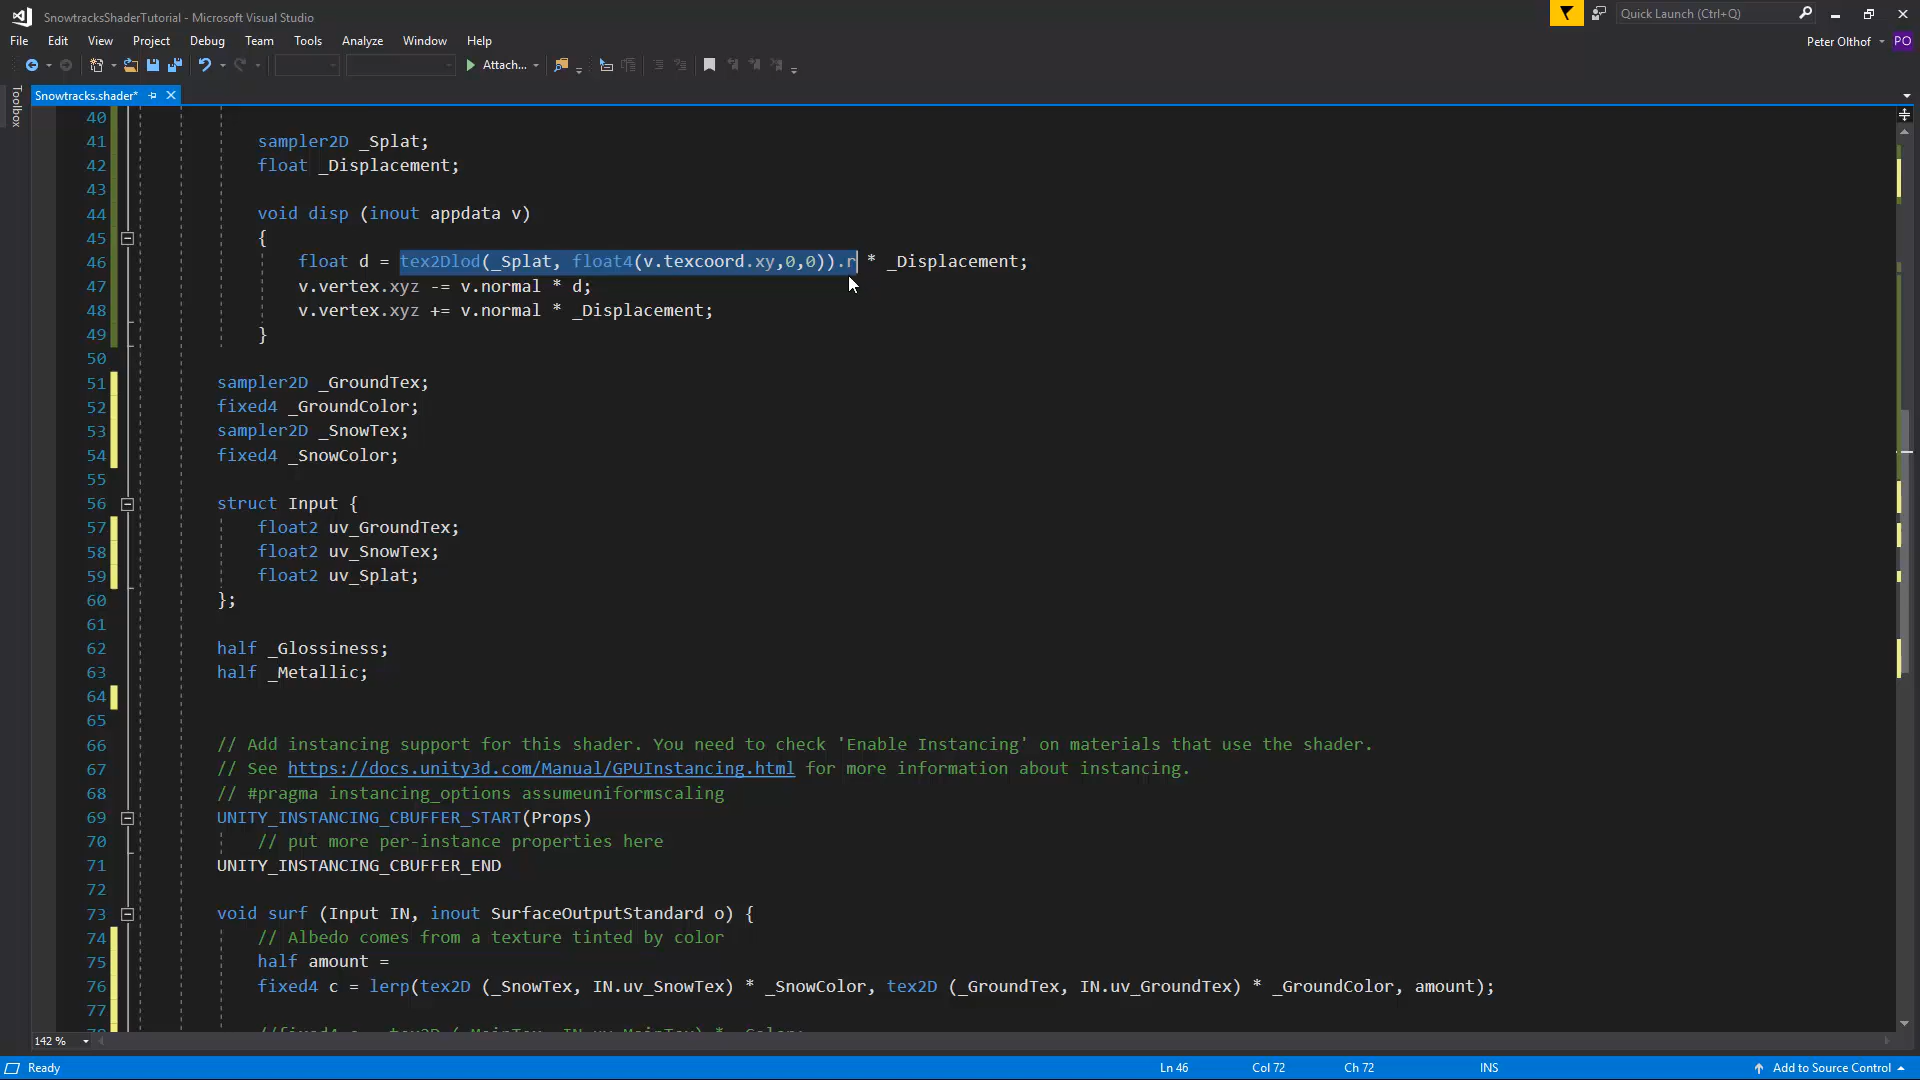 SnowtracksShaderTutorial - Microsoft Visual Studio
Quick Launch (Ctrl+Q)
File Edit View Project Debug Team Tools Analyze Window Help
Peter Olthof PO
Attach...
Toolbox
Snowtracks.shader*
40
41 sampler2D _Splat;
42 float _Displacement;
43
44 void disp (inout appdata v)
45 {
46 float d = tex2Dlod(_Splat, float4(v.texcoord.xy,0,0)).r * _Displacement;
47 v.vertex.xyz -= v.normal * d;
48 v.vertex.xyz += v.normal * _Displacement;
49 }
50
51 sampler2D _GroundTex;
52 fixed4 _GroundColor;
53 sampler2D _SnowTex;
54 fixed4 _SnowColor;
55
56 struct Input {
57 float2 uv_GroundTex;
58 float2 uv_SnowTex;
59 float2 uv_Splat;
60 };
61
62 half _Glossiness;
63 half _Metallic;
64
65
66 // Add instancing support for this shader. You need to check 'Enable Instancing' on materials that use the shader.
67 // See https://docs.unity3d.com/Manual/GPUInstancing.html for more information about instancing.
68 // #pragma instancing_options assumeuniformscaling
69 UNITY_INSTANCING_CBUFFER_START(Props)
70 // put more per-instance properties here
71 UNITY_INSTANCING_CBUFFER_END
72
73 void surf (Input IN, inout SurfaceOutputStandard o) {
74 // Albedo comes from a texture tinted by color
75 half amount =
76 fixed4 c = lerp(tex2D (_SnowTex, IN.uv_SnowTex) * _SnowColor, tex2D (_GroundTex, IN.uv_GroundTex) * _GroundColor, amount);
77
142 %
Ready Ln 46 Col 72 Ch 72 INS Add to Source Control